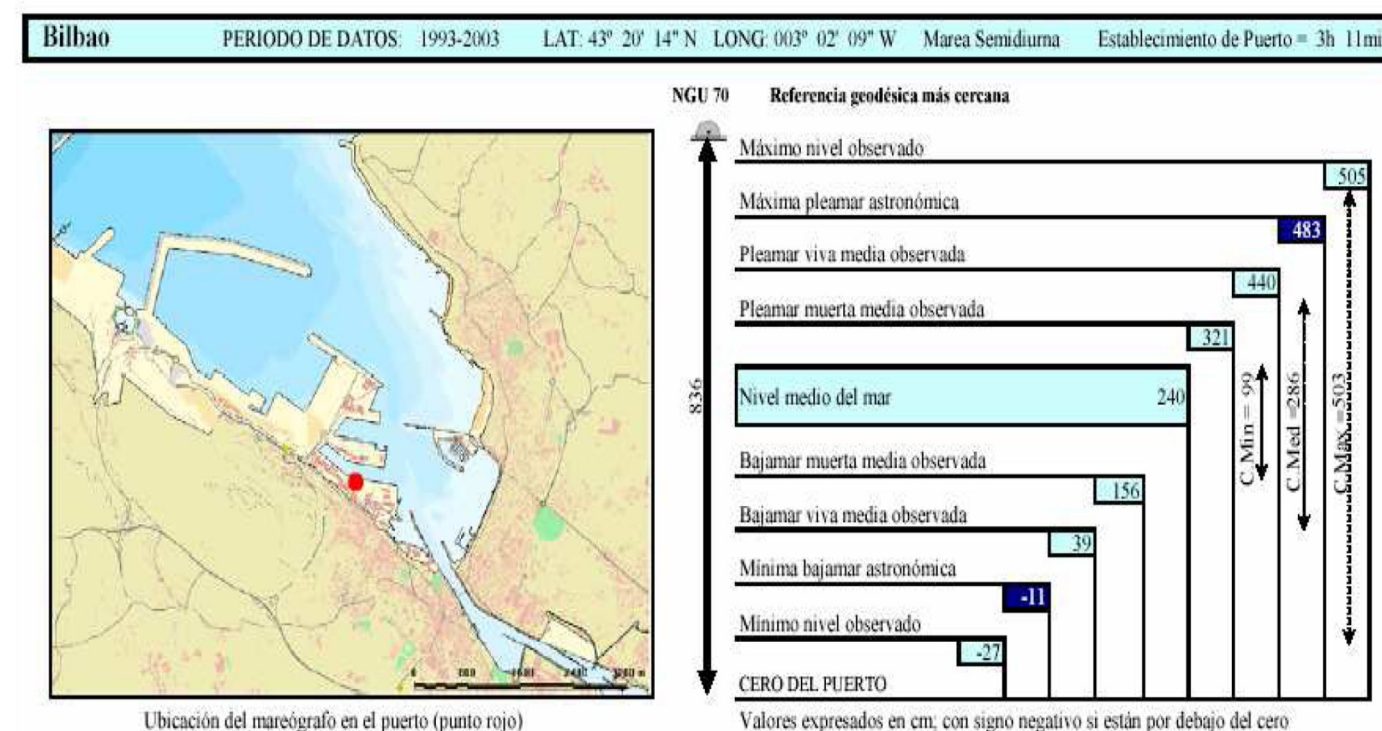 Bilbao PERIODO DE DATOS: 1993-2003 LAT: 43º 20' 14" N LONG: 003º 02' 09" W Marea Semidiurna Establecimiento de Puerto = 3h 11mi
NGU 70 Referencia geodésica más cercana
Máximo nivel observado
505
Máxima pleamar astronómica
483
Pleamar viva media observada
440
Pleamar muerta media observada
321
836
Nivel medio del mar 240
C.Min = 99
C.Med =286
C.Max =503
Bajamar muerta media observada
156
Bajamar viva media observada
39
Mínima bajamar astronómica
-11
Mínimo nivel observado
-27
CERO DEL PUERTO
0 800
Ubicación del mareógrafo en el puerto (punto rojo)
Valores expresados en cm; con signo negativo si están por debajo del cero